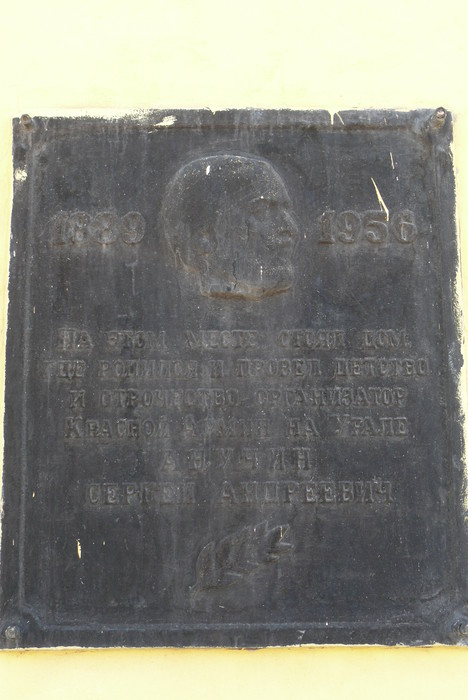 1889 1956
На этом месте стоял дом,
где родился и провел детство
и отрочество организатор
Красной Армии на Урале
АНУЧИН
СЕРГЕЙ АНДРЕЕВИЧ